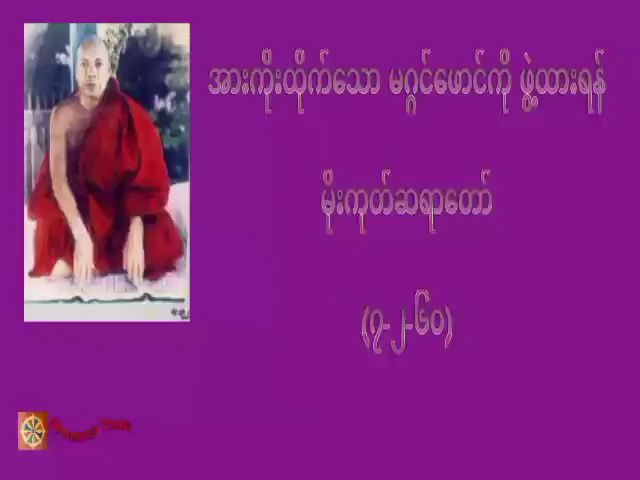 အားကိုးထိုက်သော မဂ္ဂင်ဖောင်ကို ဖွဲ့ထားရန်
မိုးကုတ်ဆရာတော်
(၇-၂-၆၀)